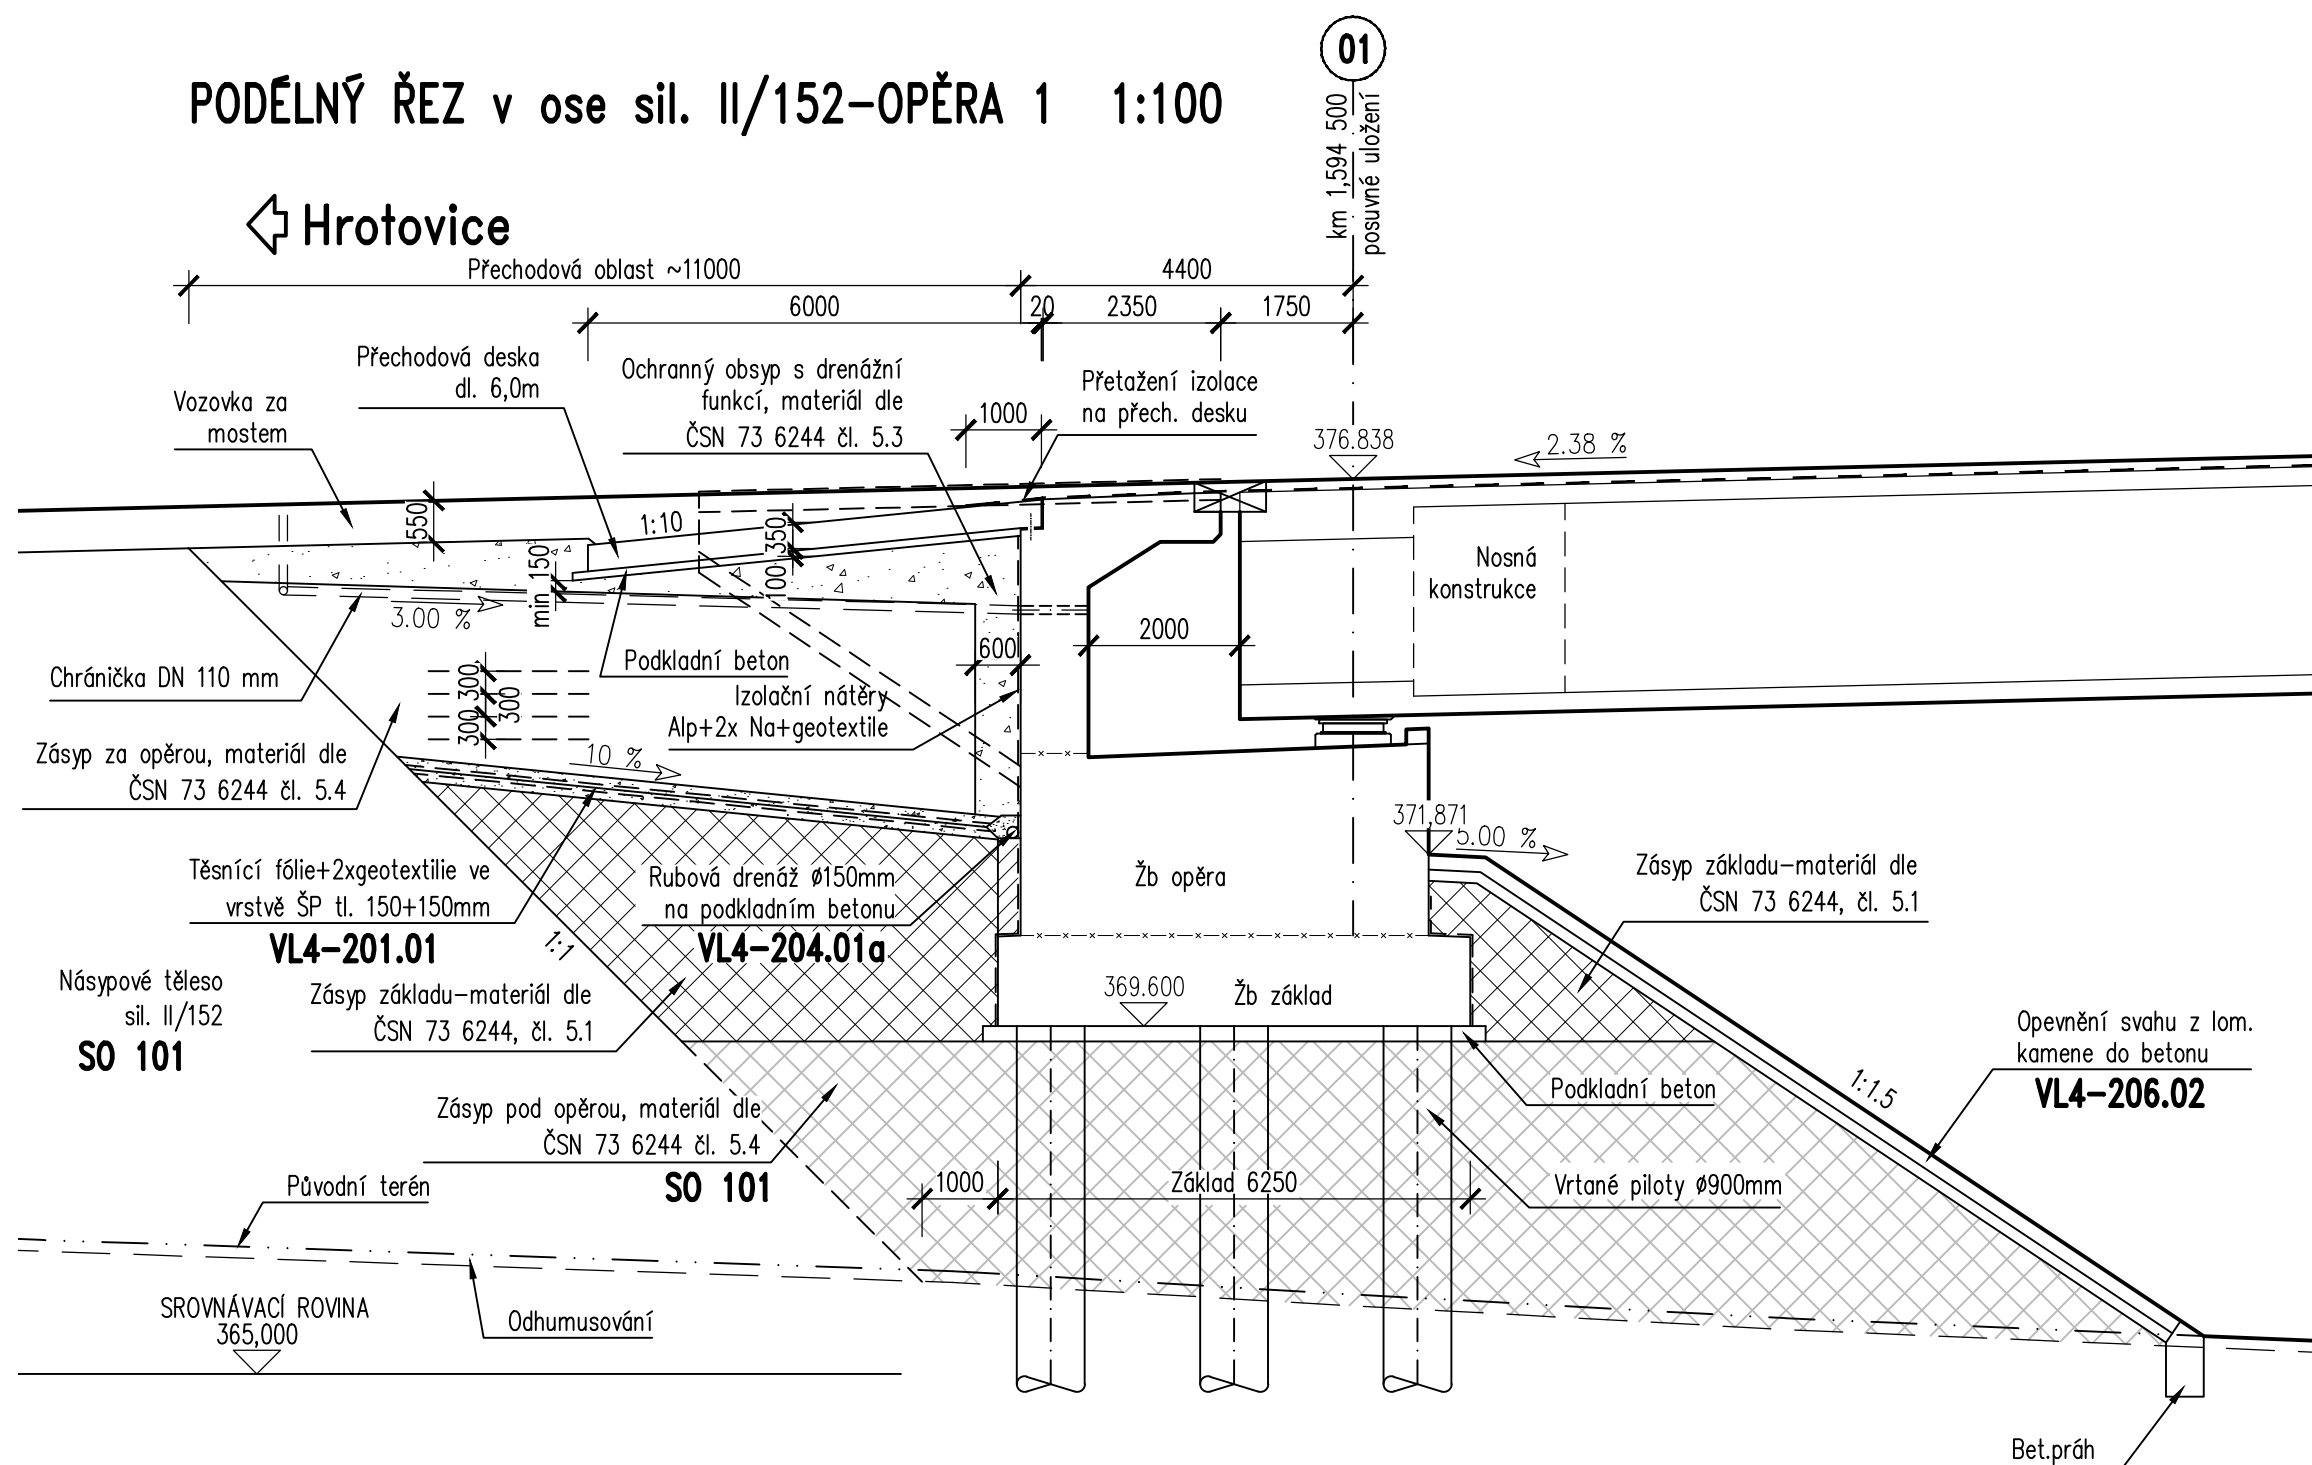 01
PODÉLNÝ ŘEZ v ose sil. II/152-OPĚRA 1 1:100
km 1,594 500
posuvné uložení
Hrotovice
Přechodová oblast ~11000
4400
6000
20
2350
1750
Přechodová deska
dl. 6,0m
Ochranný obsyp s drenážní
funkcí, materiál dle
ČSN 73 6244 čl. 5.3
Přetažení izolace
na přech. desku
Vozovka za
mostem
1000
376.838
2.38 %
550
1:10
350
100
min 150
Nosná
konstrukce
3.00 %
2000
600
Chránička DN 110 mm
300
300
300
Podkladní beton
Izolační nátěry
Alp+2x Na+geotextile
Zásyp za opěrou, materiál dle
ČSN 73 6244 čl. 5.4
10 %
371,871
5.00 %
Těsnící fólie+2xgeotextilie ve
vrstvě ŠP tl. 150+150mm
VL4-201.01
Rubová drenáž ø150mm
na podkladním betonu
VL4-204.01a
Žb opěra
Zásyp základu-materiál dle
ČSN 73 6244, čl. 5.1
1:1
Násypové těleso
sil. II/152
SO 101
Zásyp základu-materiál dle
ČSN 73 6244, čl. 5.1
369.600
Žb základ
Opevnění svahu z lom.
kamene do betonu
VL4-206.02
1:1.5
Podkladní beton
Zásyp pod opěrou, materiál dle
ČSN 73 6244 čl. 5.4
SO 101
1000
Základ 6250
Vrtané piloty ø900mm
Původní terén
SROVNÁVACÍ ROVINA
365,000
Odhumusování
Bet.práh